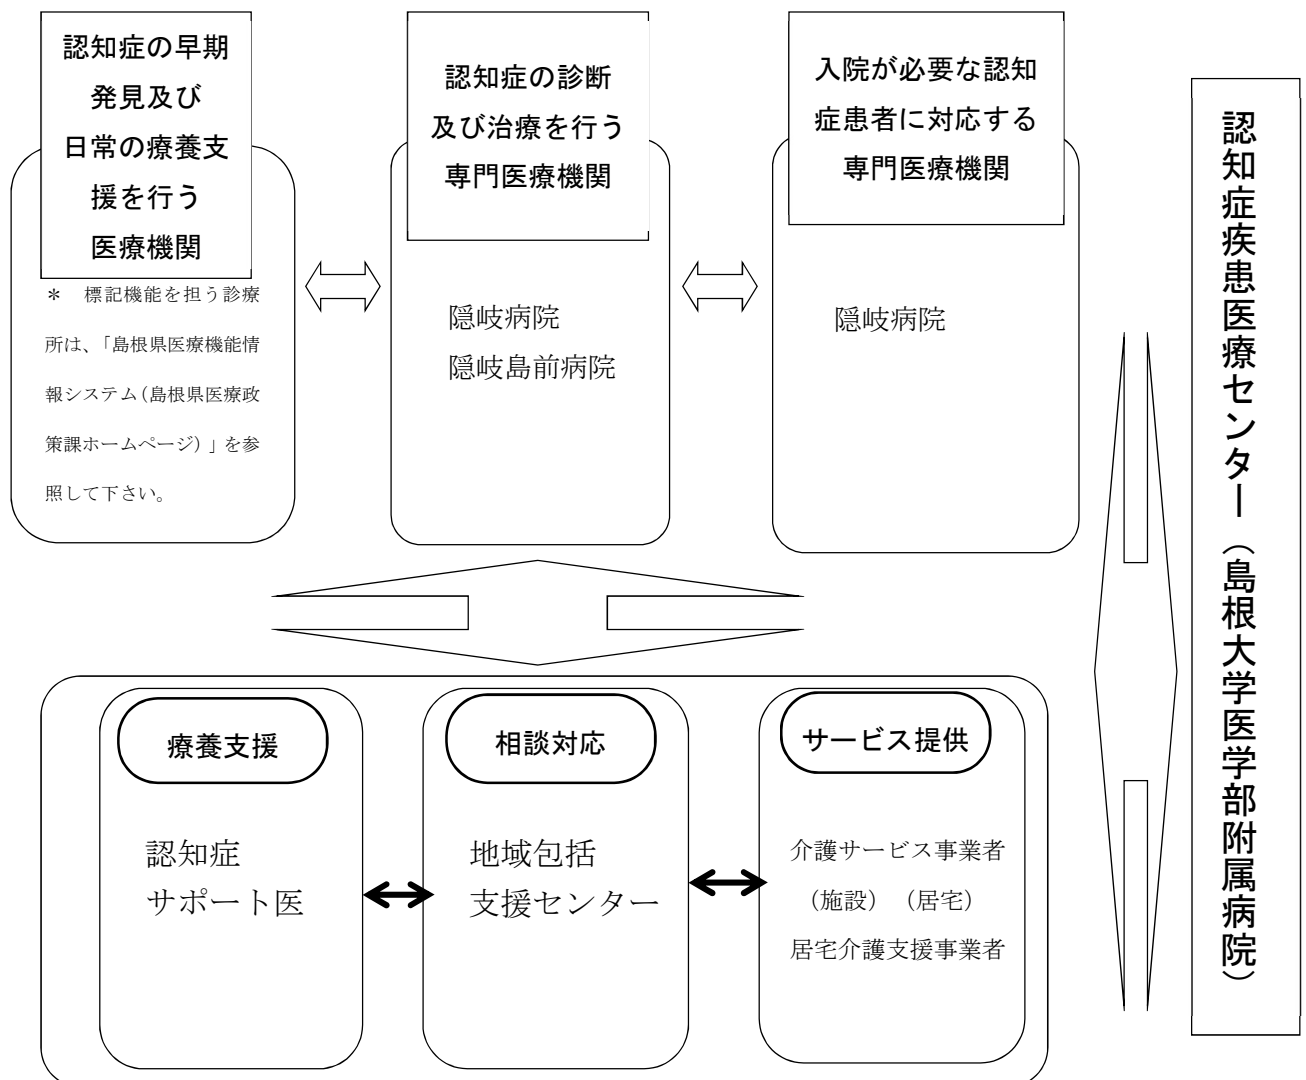 認知症の早期
発見及び
日常の療養支
援を行う
医療機関
＊　標記機能を担う診療
所は、「島根県医療機能情
報システム（島根県医療政
策課ホームページ）」を参
照して下さい。
認知症の診断
及び治療を行う
専門医療機関
隠岐病院
隠岐島前病院
入院が必要な認知
症患者に対応する
専門医療機関
隠岐病院
認知症疾患医療センター（島根大学医学部附属病院）
療養支援
認知症
サポート医
相談対応
地域包括
支援センター
サービス提供
介護サービス事業者
（施設）（居宅）
居宅介護支援事業者